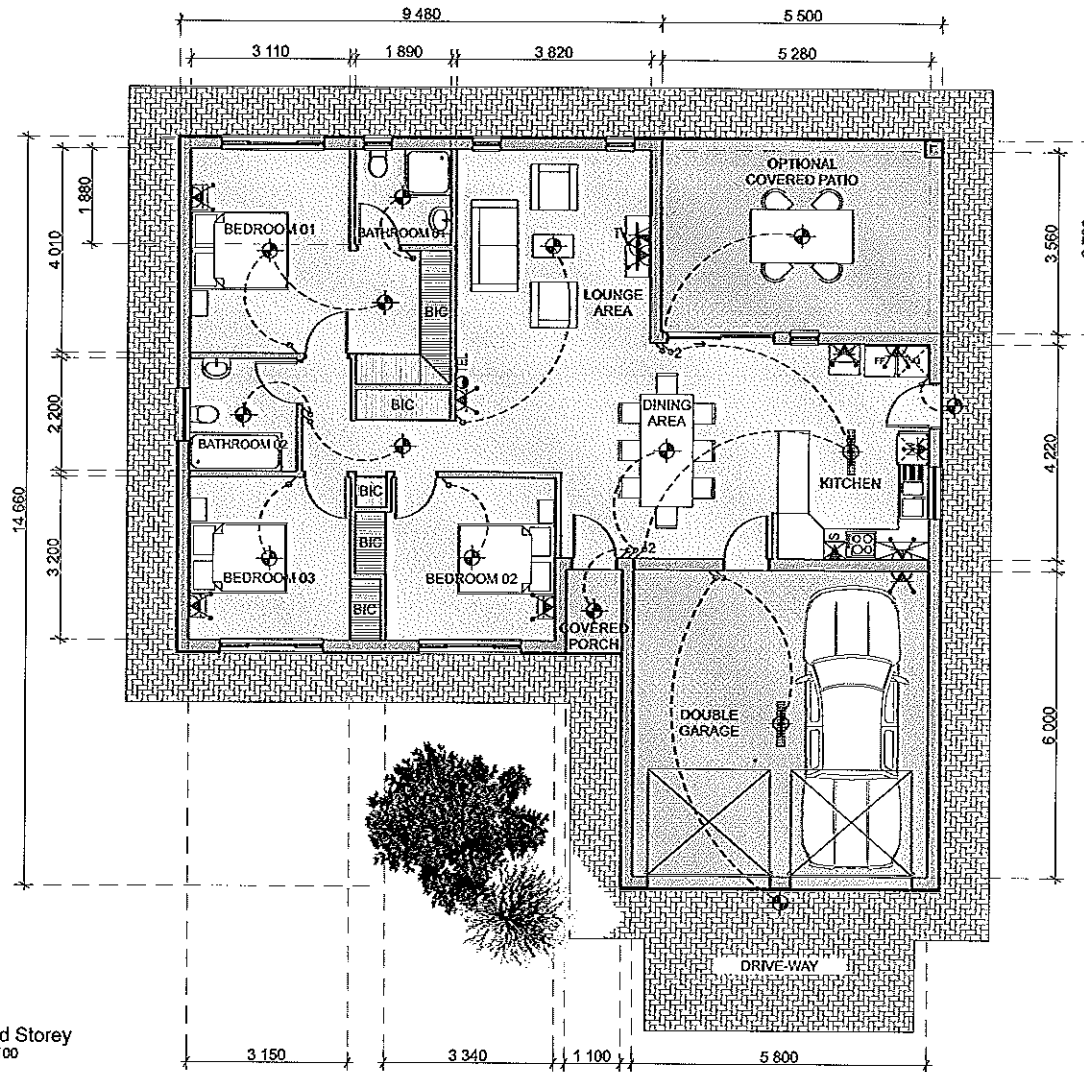 9 480
5 500
3 110
1 890
3 820
5 280
OPTIONAL
COVERED PATIO
1 880
4 010
BEDROOM 01
BATHROOM 01
TV
3 560
LOUNGE
AREA
BIC
TEL
BIC
2
DINING
AREA
2,200
BATHROOM 02
KITCHEN
4 220
14 660
BIC
BIC
3 200
BEDROOM 03
BEDROOM 02
BIC
COVERED
PORCH
DOUBLE
GARAGE
6 000
DRIVE-WAY
d Storey
3 150
3 340
1 100
5 800